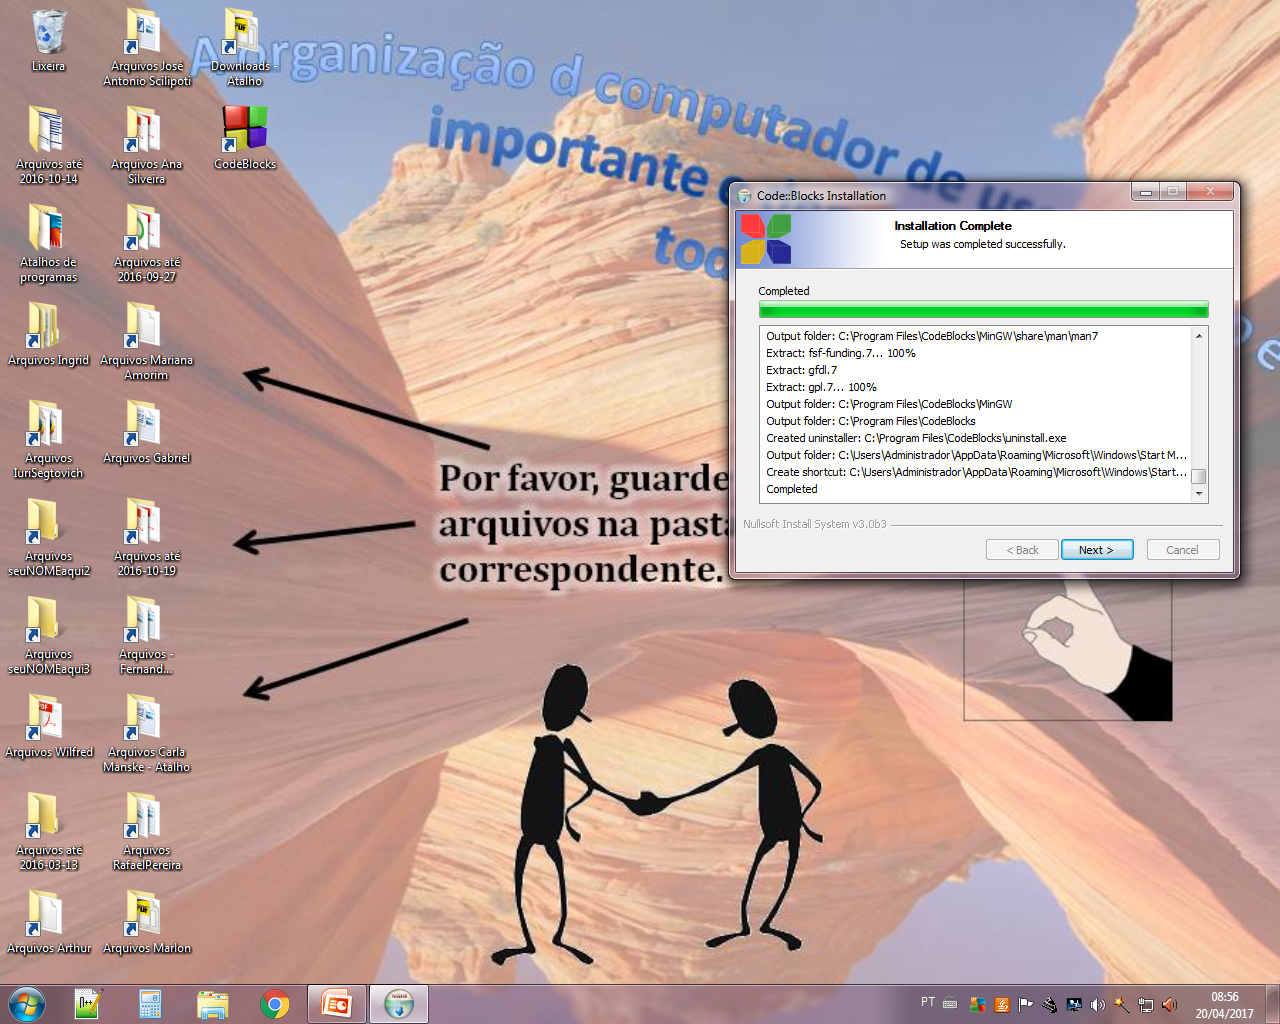 Lixeira
Arquivos José
Antonio Scilipoti
Downloads -
Atalho
Arquivos até
2016-10-14
Arquivos Ana
Silveira
CodeBlocks
Atalhos de
programas
Arquivos até
2016-09-27
Arquivos Ingrid
Arquivos Mariana
Amorim
Arquivos
IuriSegtovich
Arquivos Gabriel
Arquivos
seuNOMEaqui2
Arquivos até
2016-10-19
Arquivos
seuNOMEaqui3
Arquivos -
Fernand...
Arquivos Wilfred
Arquivos Carla
Manske - Atalho
Arquivos até
2016-03-13
Arquivos
RafaelPereira
Arquivos Arthur
Arquivos Marlon
A organização d computador de
importante
Por favor, guarde
arquivos na pasta
correspondente.
Code::Blocks Installation
Installation Complete
Setup was completed successfully.
Completed
Output folder: C:\Program Files\CodeBlocks\MinGW\share\man\man7
Extract: fsf-funding.7... 100%
Extract: gfdl.7
Extract: gpl.7... 100%
Output folder: C:\Program Files\CodeBlocks\MinGW
Output folder: C:\Program Files\CodeBlocks
Created uninstaller: C:\Program Files\CodeBlocks\uninstall.exe
Output folder: C:\Users\Administrador\AppData\Roaming\Microsoft\Windows\Start M...
Create shortcut: C:\Users\Administrador\AppData\Roaming\Microsoft\Windows\Start...
Completed
Nullsoft Install System v3.0b3
< Back
Next >
Cancel
PT
08:56
20/04/2017